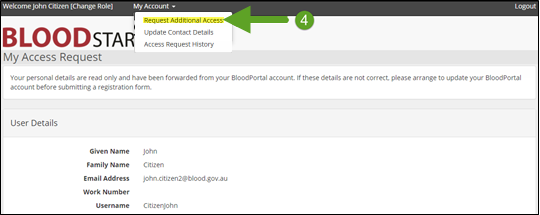 Welcome John Citizen [Change Role] My Account Logout
Request Additional Access
4
Update Contact Details
Access Request History
BLOODSTAR
My Access Request
Your personal details are read only and have been forwarded from your BloodPortal account. If these details are not correct, please arrange to update your BloodPortal
account before submitting a registration form.
User Details
Given Name John
Family Name Citizen
Email Address john.citizen2@blood.gov.au
Work Number
Username CitizenJohn